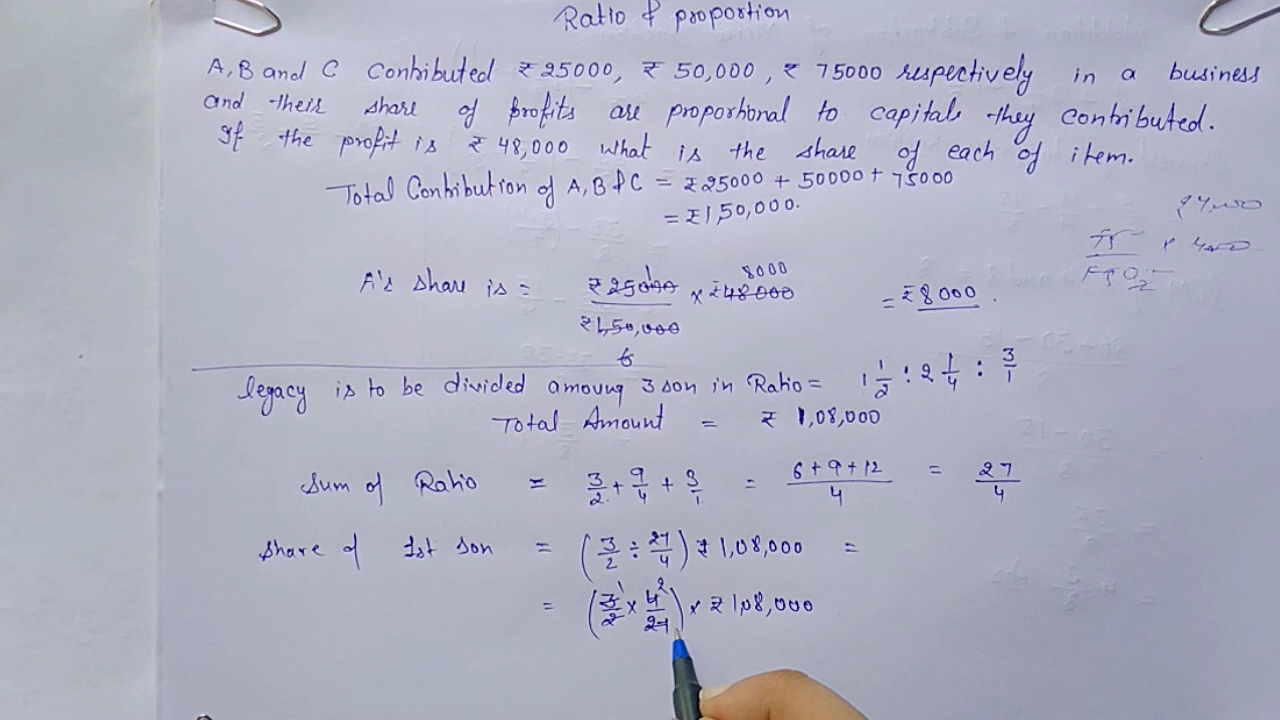 Ratio & proportion
A, B and C Contributed ₹ 25000, ₹ 50,000, ₹ 75000 respectively in a business
and their share of profits are proportional to capitals they contributed.
If the profit is ₹ 48,000 what is the share of each of item.
Total Contribution of A, B & C = ₹25000 + 50000 + 75000
= ₹1,50,000.
A's share is = ₹25000/₹1,50,000 × ₹48000 = ₹8000.
1 8000
6
legacy is to be divided amoung 3 son in Ratio = 1 1/2 : 2 1/4 : 3/1
Total Amount = ₹ 1,08,000
Sum of Ratio = 3/2 + 9/4 + 3/1 = 6+9+12/4 = 27/4
Share of 1st son = (3/2 ÷ 27/4) ₹ 1,08,000 =
= (3/2 × 4/27) × ₹ 1,08,000
1 2